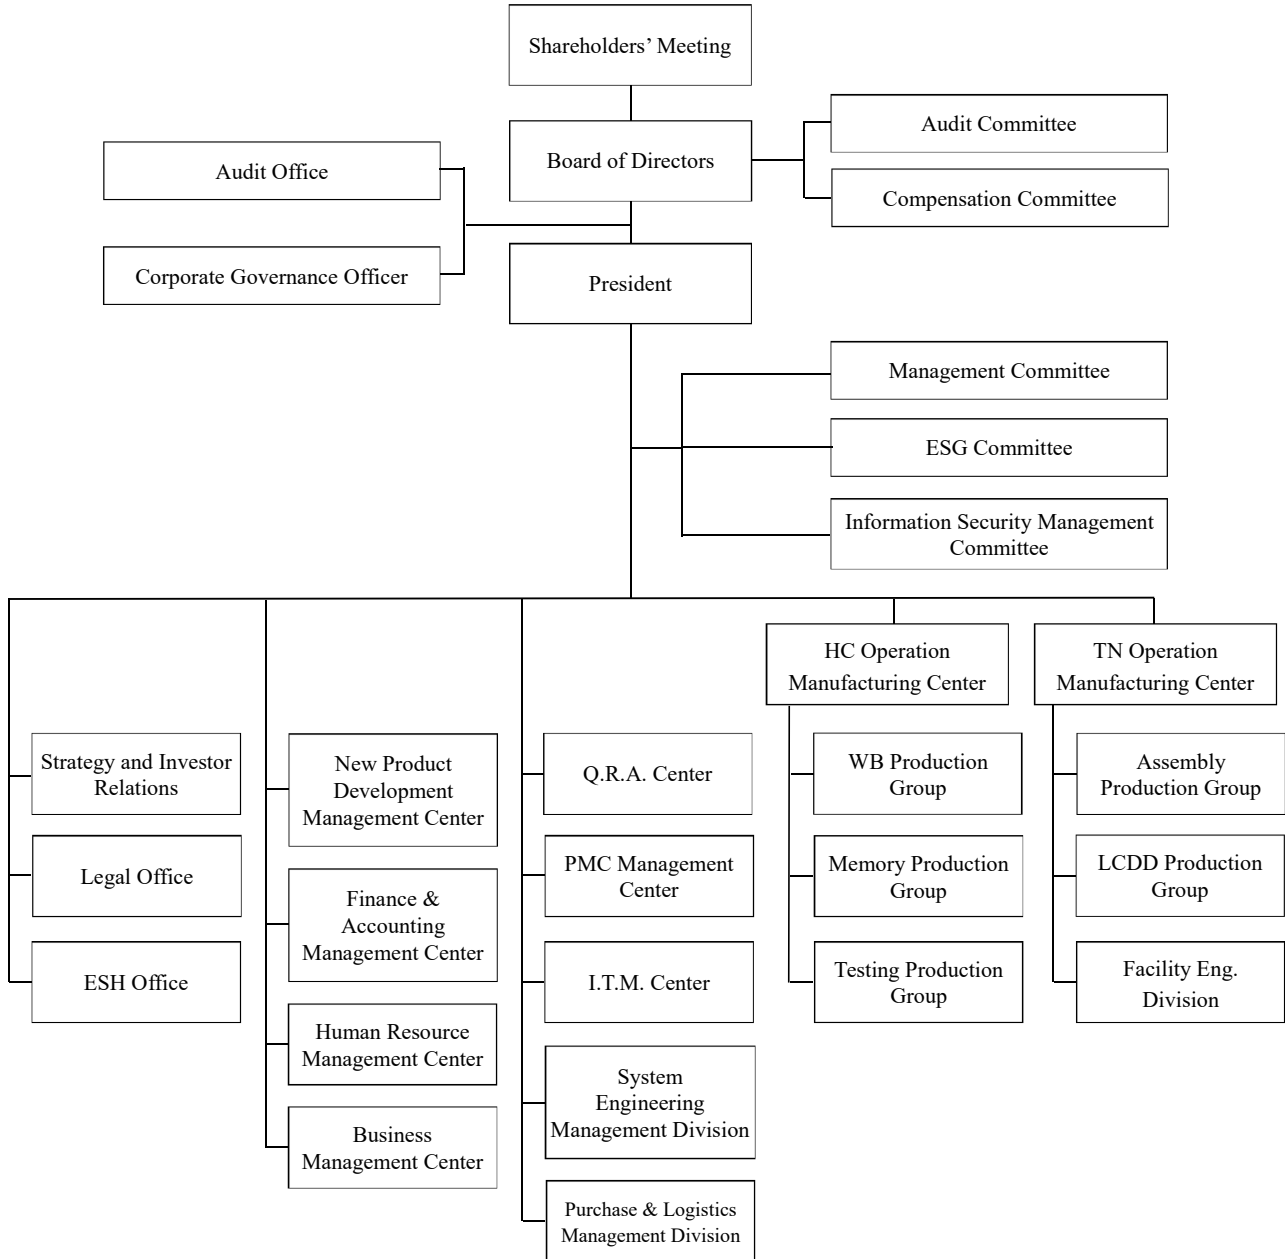 Shareholders’ Meeting
Board of Directors
Audit Committee
Compensation Committee
Audit Office
Corporate Governance Officer
President
Management Committee
ESG Committee
Information Security Management
Committee
Strategy and Investor
Relations
Legal Office
ESH Office
New Product
Development
Management Center
Finance &
Accounting
Management Center
Human Resource
Management Center
Business
Management Center
Q.R.A. Center
PMC Management
Center
I.T.M. Center
System
Engineering
Management Division
Purchase & Logistics
Management Division
HC Operation
Manufacturing Center
WB Production
Group
Memory Production
Group
Testing Production
Group
TN Operation
Manufacturing Center
Assembly
Production Group
LCDD Production
Group
Facility Eng.
Division